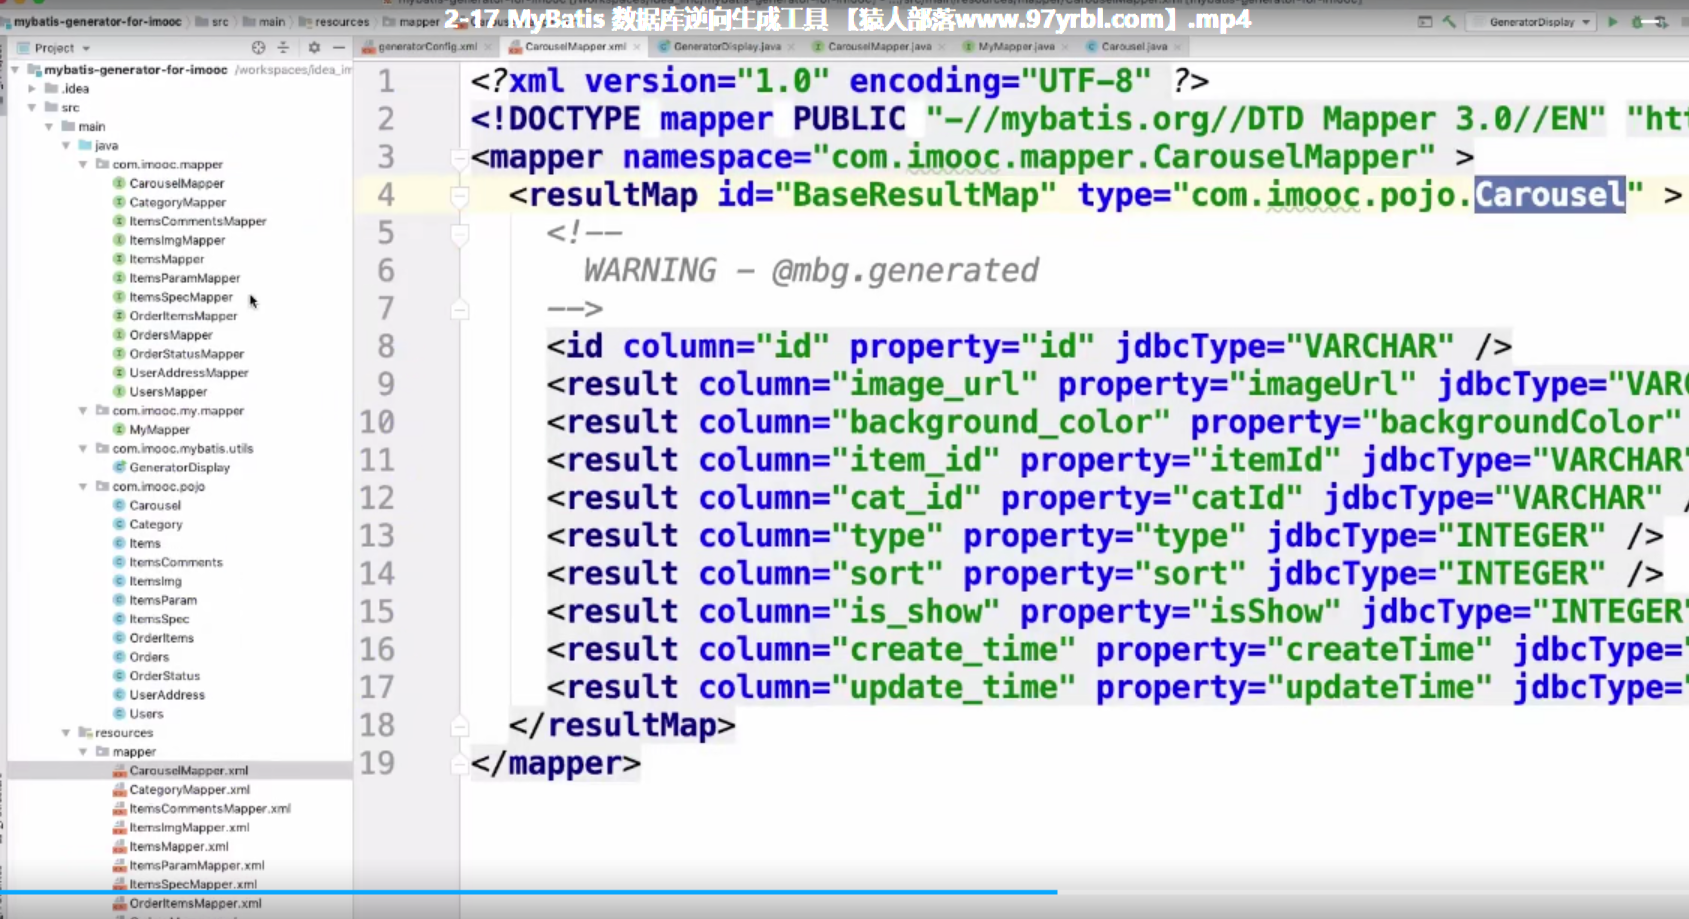 2-17 MyBatis 数据库逆向生成工具 【猿人部落www.97yrbl.com】.mp4
mybatis-generator-for-imooc
src
main
resources
mapper
GeneratorDisplay
Project
generatorConfig.xml
CarouselMapper.xml
GeneratorDisplay.java
CarouselMapper.java
MyMapper.java
Carousel.java
mybatis-generator-for-imooc /workspaces/idea_im
.idea
src
main
java
com.imooc.mapper
CarouselMapper
CategoryMapper
ItemsCommentsMapper
ItemsImgMapper
ItemsMapper
ItemsParamMapper
ItemsSpecMapper
OrderItemsMapper
OrdersMapper
OrderStatusMapper
UserAddressMapper
UsersMapper
com.imooc.my.mapper
MyMapper
com.imooc.mybatis.utils
GeneratorDisplay
com.imooc.pojo
Carousel
Category
Items
ItemsComments
ItemsImg
ItemsParam
ItemsSpec
OrderItems
Orders
OrderStatus
UserAddress
Users
resources
mapper
CarouselMapper.xml
CategoryMapper.xml
ItemsCommentsMapper.xml
ItemsImgMapper.xml
ItemsMapper.xml
ItemsParamMapper.xml
ItemsSpecMapper.xml
OrderItemsMapper.xml
1 <?xml version="1.0" encoding="UTF-8" ?>
2 <!DOCTYPE mapper PUBLIC "-//mybatis.org//DTD Mapper 3.0//EN" "htt
3 <mapper namespace="com.imooc.mapper.CarouselMapper" >
4 <resultMap id="BaseResultMap" type="com.imooc.pojo.Carousel" >
5 <!--
6 WARNING - @mbg.generated
7 -->
8 <id column="id" property="id" jdbcType="VARCHAR" />
9 <result column="image_url" property="imageUrl" jdbcType="VARC
10 <result column="background_color" property="backgroundColor"
11 <result column="item_id" property="itemId" jdbcType="VARCHAR"
12 <result column="cat_id" property="catId" jdbcType="VARCHAR" /
13 <result column="type" property="type" jdbcType="INTEGER" />
14 <result column="sort" property="sort" jdbcType="INTEGER" />
15 <result column="is_show" property="isShow" jdbcType="INTEGER"
16 <result column="create_time" property="createTime" jdbcType="
17 <result column="update_time" property="updateTime" jdbcType="
18 </resultMap>
19 </mapper>